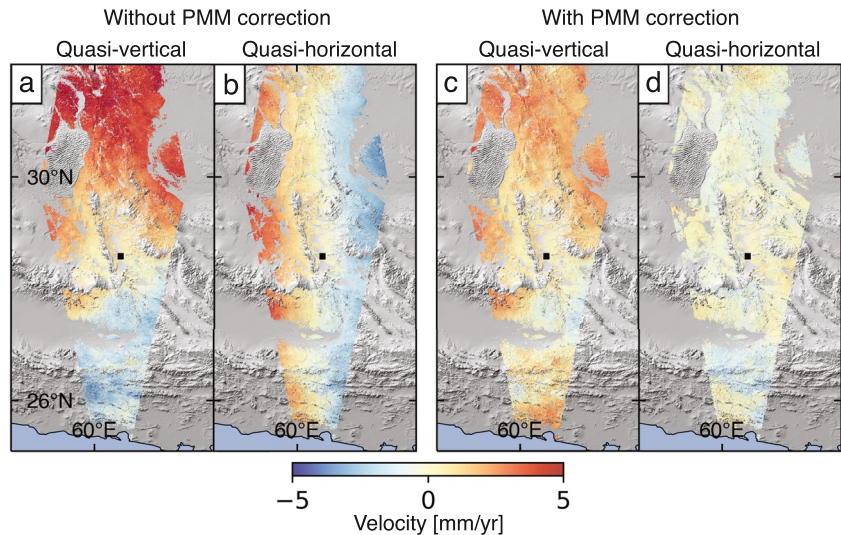 Without PMM correction
With PMM correction
Quasi-vertical
Quasi-horizontal
Quasi-vertical
Quasi-horizontal
a
b
c
d
30°N
26°N
60°E
60°E
60°E
60°E
−5
0
5
Velocity [mm/yr]